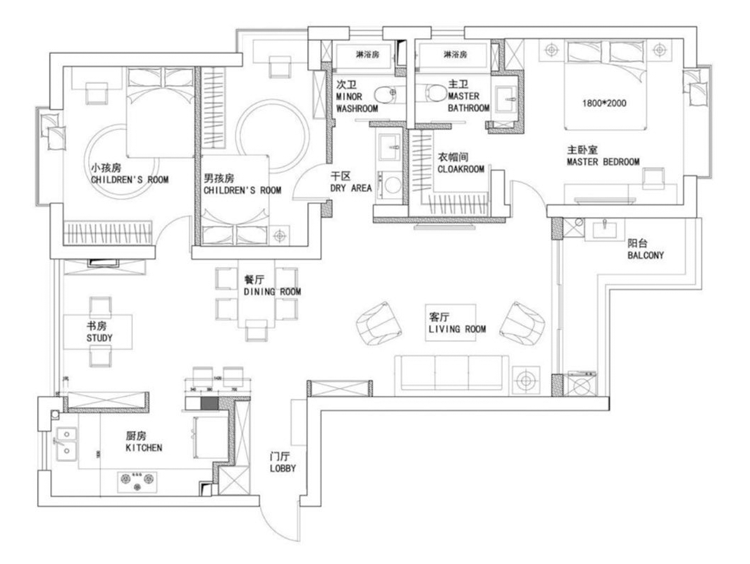 淋浴房
淋浴房
次卫
MINOR
WASHROOM
主卫
MASTER
BATHROOM
1800*2000
小孩房
CHILDREN'S ROOM
男孩房
CHILDREN'S ROOM
干区
DRY AREA
衣帽间
CLOAKROOM
主卧室
MASTER BEDROOM
阳台
BALCONY
餐厅
DINING ROOM
客厅
LIVING ROOM
书房
STUDY
厨房
KITCHEN
门厅
LOBBY